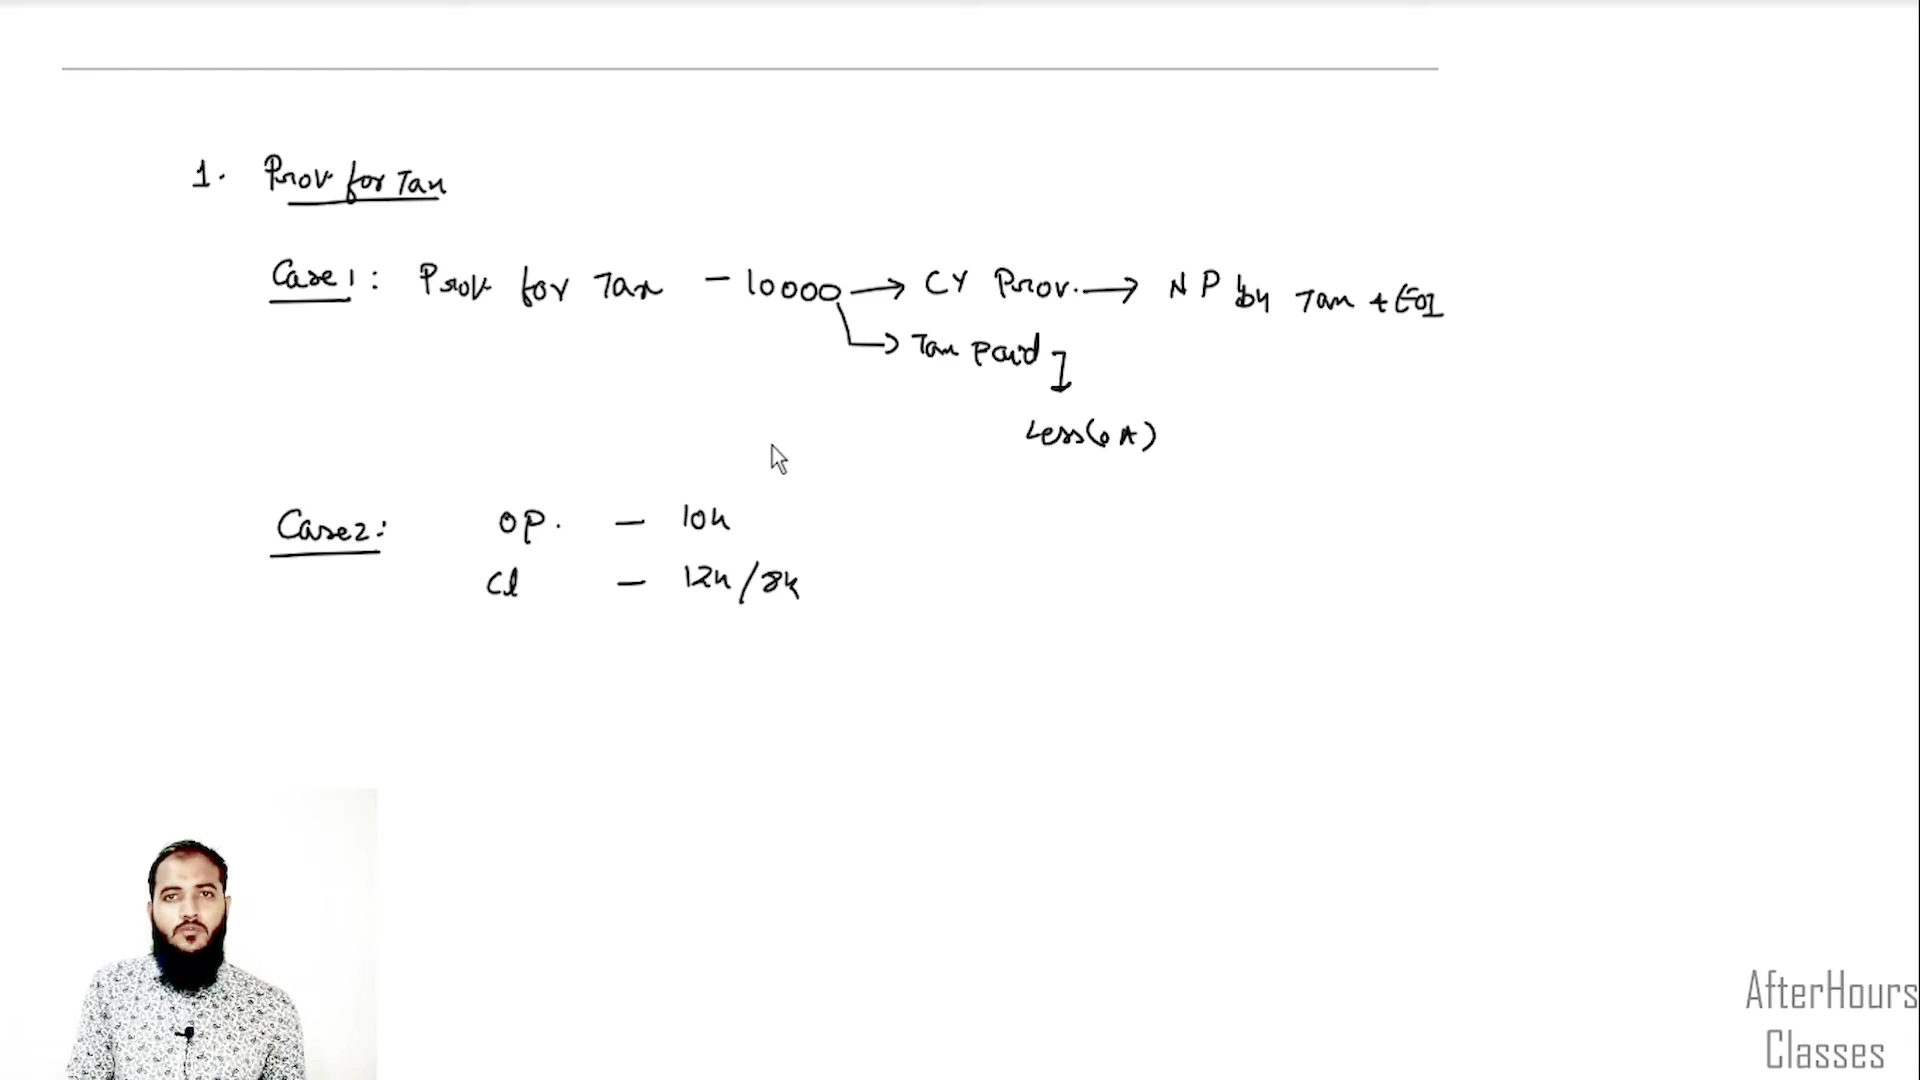 1. Prov for Tax
Case 1: Prov for Tax - 10000 → CY Prov. → NP by Tax + EOI
→ Tax paid ]
Less (OA)
Case 2: OP. - 10k
Cl - 12k/8k
AfterHours
Classes